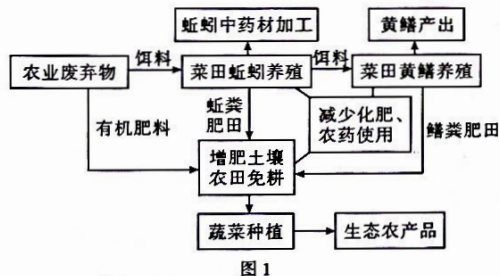 蚯蚓中药材加工
黄鳝产出
农业废弃物
饵料
菜田蚯蚓养殖
饵料
菜田黄鳝养殖
有机肥料
蚯粪
肥田
减少化肥、
农药使用
鳝粪肥田
增肥土壤
农田免耕
蔬菜种植
生态农产品
图1